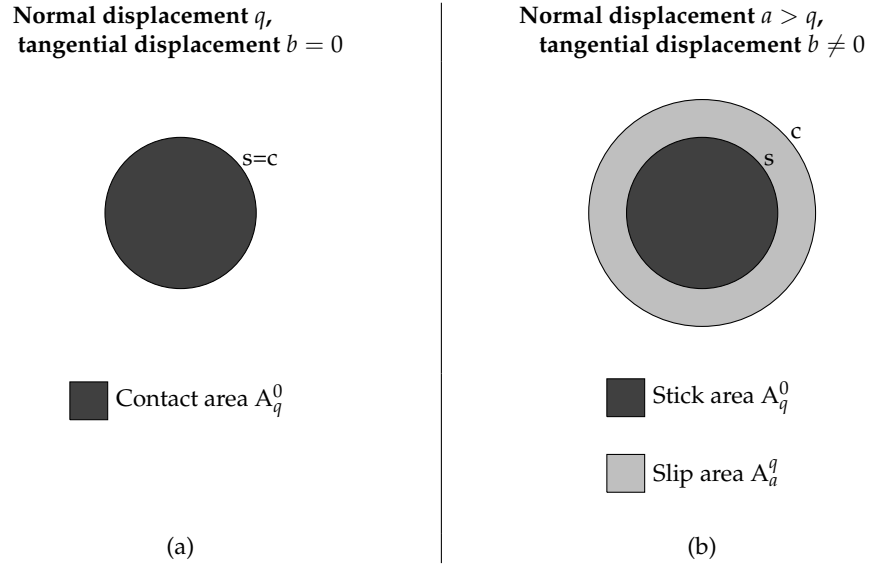 Normal displacement q,
tangential displacement b = 0
s=c
Contact area A_q^0
(a)
Normal displacement a > q,
tangential displacement b ≠ 0
c
s
Stick area A_q^0
Slip area A_a^q
(b)